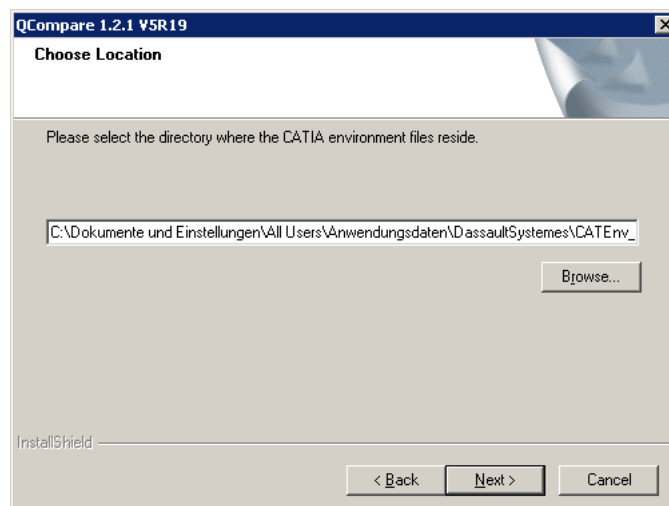 QCompare 1.2.1 V5R19
Choose Location
Please select the directory where the CATIA environment files reside.
C:\Dokumente und Einstellungen\All Users\Anwendungsdaten\DassaultSystemes\CATEnv_
Browse...
InstallShield
< Back
Next >
Cancel